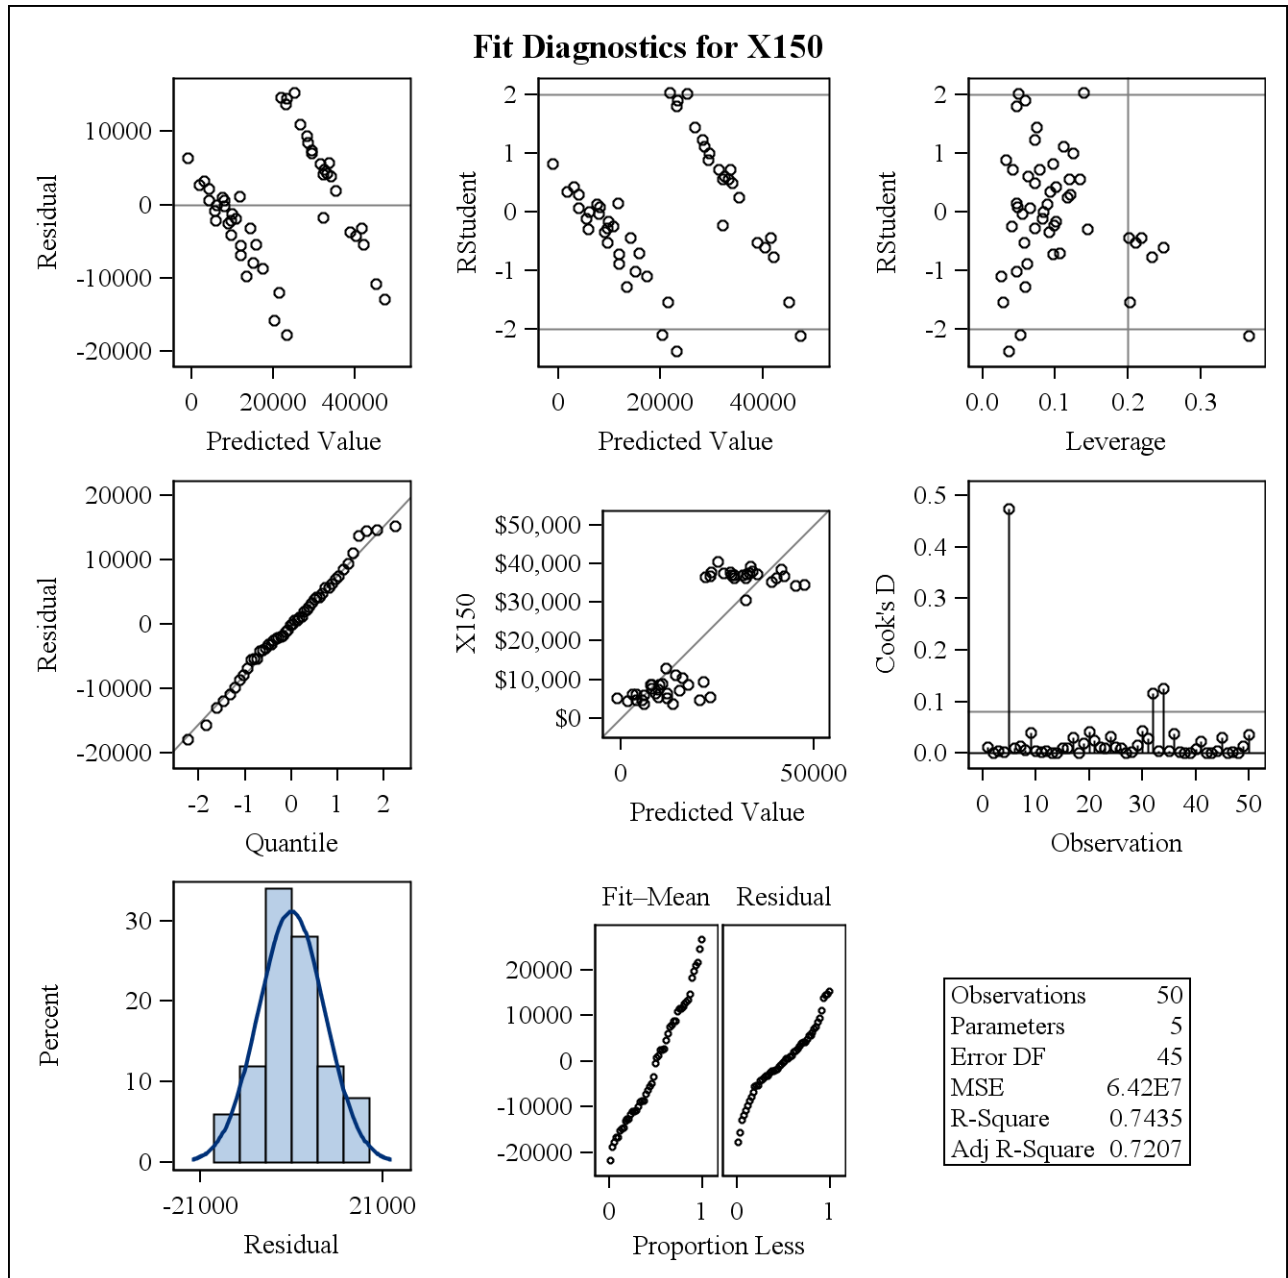 Fit Diagnostics for X150
Residual
10000
0
-10000
-20000
0 20000 40000
Predicted Value
RStudent
2
1
0
-1
-2
0 20000 40000
Predicted Value
RStudent
2
1
0
-1
-2
0.0 0.1 0.2 0.3
Leverage
Residual
20000
10000
0
-10000
-20000
-2 -1 0 1 2
Quantile
X150
$50,000
$40,000
$30,000
$20,000
$10,000
$0
0 50000
Predicted Value
Cook's D
0.5
0.4
0.3
0.2
0.1
0.0
0 10 20 30 40 50
Observation
Percent
30
20
10
0
-21000 21000
Residual
Fit–Mean Residual
20000
10000
0
-10000
-20000
0 1 0 1
Proportion Less
Observations 50
Parameters 5
Error DF 45
MSE 6.42E7
R-Square 0.7435
Adj R-Square 0.7207